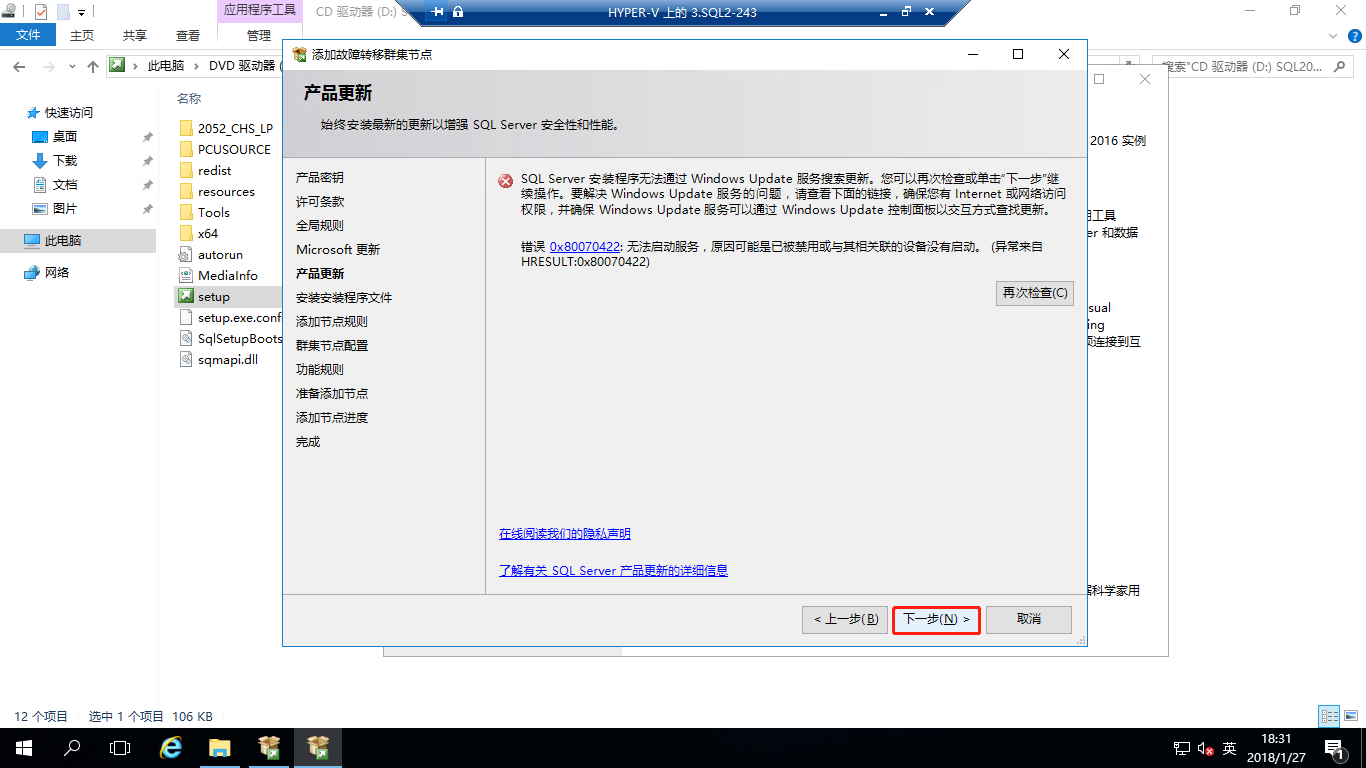 应用程序工具
CD 驱动器 (D:) S
HYPER-V 上的 3.SQL2-243
文件
主页
共享
查看
管理
此电脑
DVD 驱动器 (
搜索"CD 驱动器 (D:) SQL20...
快速访问
桌面
下载
文档
图片
此电脑
网络
名称
2052_CHS_LP
PCUSOURCE
redist
resources
Tools
x64
autorun
MediaInfo
setup
setup.exe.conf
SqlSetupBoots
sqmapi.dll
添加故障转移群集节点
产品更新
始终安装最新的更新以增强 SQL Server 安全性和性能。
产品密钥
许可条款
全局规则
Microsoft 更新
产品更新
安装安装程序文件
添加节点规则
群集节点配置
功能规则
准备添加节点
添加节点进度
完成
SQL Server 安装程序无法通过 Windows Update 服务搜索更新。您可以再次检查或单击"下一步"继
续操作。要解决 Windows Update 服务的问题，请查看下面的链接，确保您有 Internet 或网络访问
权限，并确保 Windows Update 服务可以通过 Windows Update 控制面板以交互方式查找更新。
错误 0x80070422: 无法启动服务，原因可能是已被禁用或与其相关联的设备没有启动。 (异常来自
HRESULT:0x80070422)
再次检查(C)
在线阅读我们的隐私声明
了解有关 SQL Server 产品更新的详细信息
< 上一步(B)
下一步(N) >
取消
2016 实例
工具
er 和数据
sual
ing
连接到互
科学家用
12 个项目
选中 1 个项目
106 KB
英
18:31
2018/1/27
1